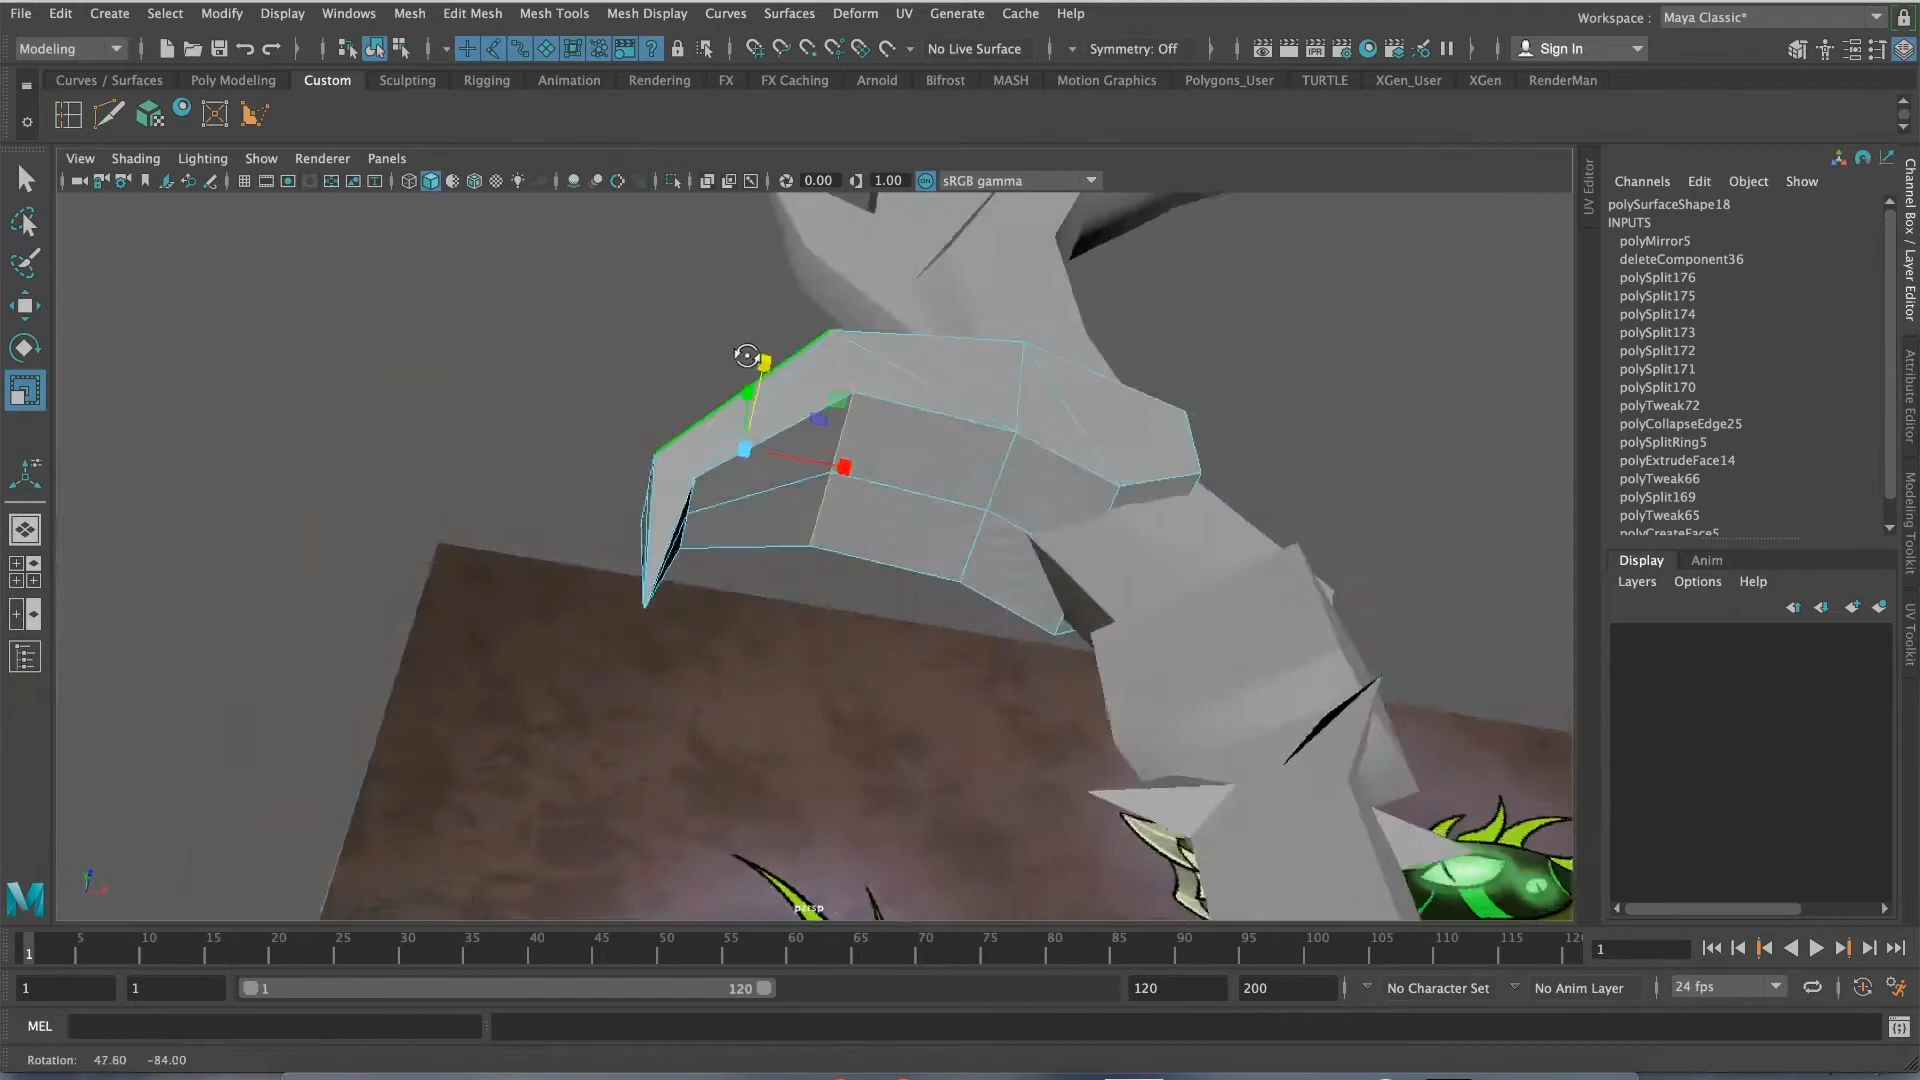 File Edit Create Select Modify Display Windows Mesh Edit Mesh Mesh Tools Mesh Display Curves Surfaces Deform UV Generate Cache Help
Workspace : Maya Classic*
Modeling No Live Surface Symmetry: Off Sign In
Curves / Surfaces Poly Modeling Custom Sculpting Rigging Animation Rendering FX FX Caching Arnold Bifrost MASH Motion Graphics Polygons_User TURTLE XGen_User XGen RenderMan
View Shading Lighting Show Renderer Panels
0.00 1.00 sRGB gamma
UV Editor
Channels Edit Object Show
polySurfaceShape18
INPUTS
polyMirror5
deleteComponent36
polySplit176
polySplit175
polySplit174
polySplit173
polySplit172
polySplit171
polySplit170
polyTweak72
polyCollapseEdge25
polySplitRing5
polyExtrudeFace14
polyTweak66
polySplit169
polyTweak65
polyCreateFace5
Display Anim
Layers Options Help
Channel Box / Layer Editor
Attribute Editor
Modeling Toolkit
UV Toolkit
persp
1 5 10 15 20 25 30 35 40 45 50 55 60 65 70 75 80 85 90 95 100 105 110 115 12
1
1 1 1 120 120 200 No Character Set No Anim Layer 24 fps
MEL
Rotation: 47.60 -84.00